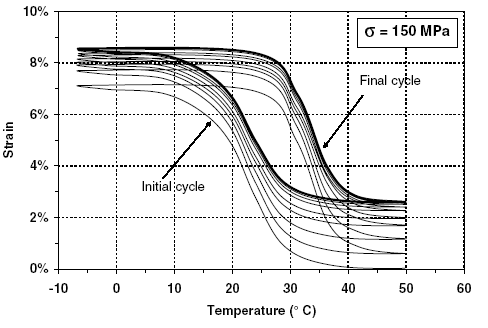 10%
σ = 150 MPa
8%
Final cycle
6%
Strain
4%
Initial cycle
2%
0%
-10 0 10 20 30 40 50 60
Temperature (° C)